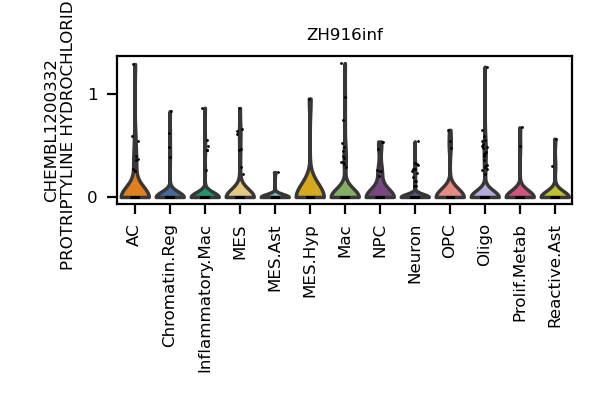 ZH916inf
CHEMBL1200332
PROTRIPTYLINE HYDROCHLORID
1
0
AC
Chromatin.Reg
Inflammatory.Mac
MES
MES.Ast
MES.Hyp
Mac
NPC
Neuron
OPC
Oligo
Prolif.Metab
Reactive.Ast